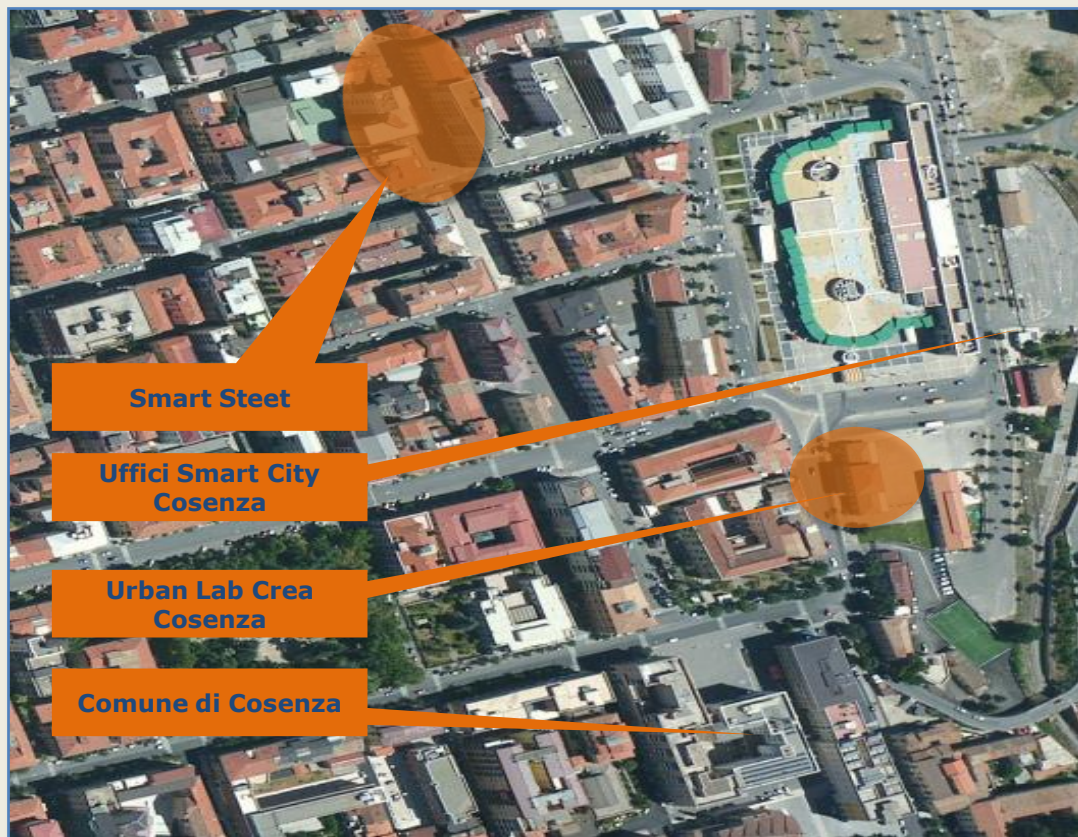 Smart Steet
Uffici Smart City
Cosenza
Urban Lab Crea
Cosenza
Comune di Cosenza